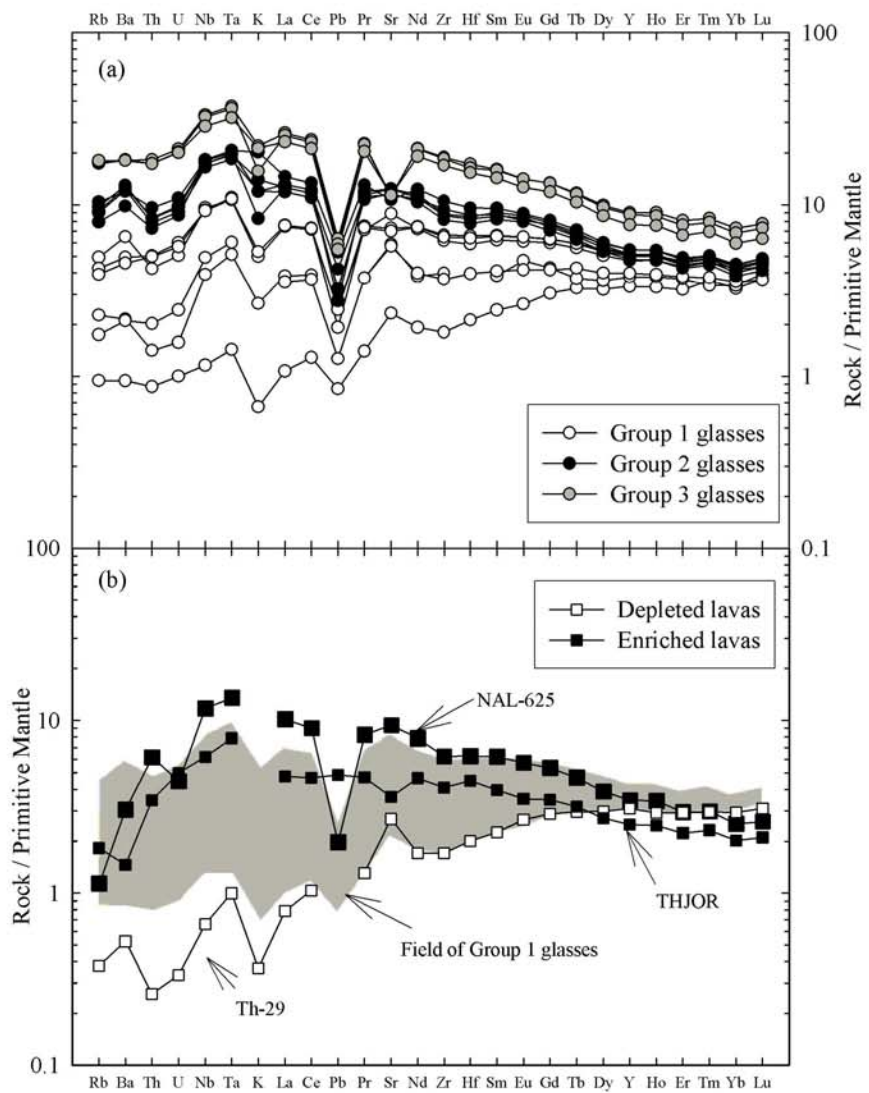 Rb Ba Th U Nb Ta K La Ce Pb Pr Sr Nd Zr Hf Sm Eu Gd Tb Dy Y Ho Er Tm Yb Lu
100
(a)
10
1
Rock / Primitive Mantle
Group 1 glasses
Group 2 glasses
Group 3 glasses
100
0.1
(b)
Depleted lavas
Enriched lavas
NAL-625
10
Rock / Primitive Mantle
1
THJOR
Field of Group 1 glasses
Th-29
0.1
Rb Ba Th U Nb Ta K La Ce Pb Pr Sr Nd Zr Hf Sm Eu Gd Tb Dy Y Ho Er Tm Yb Lu